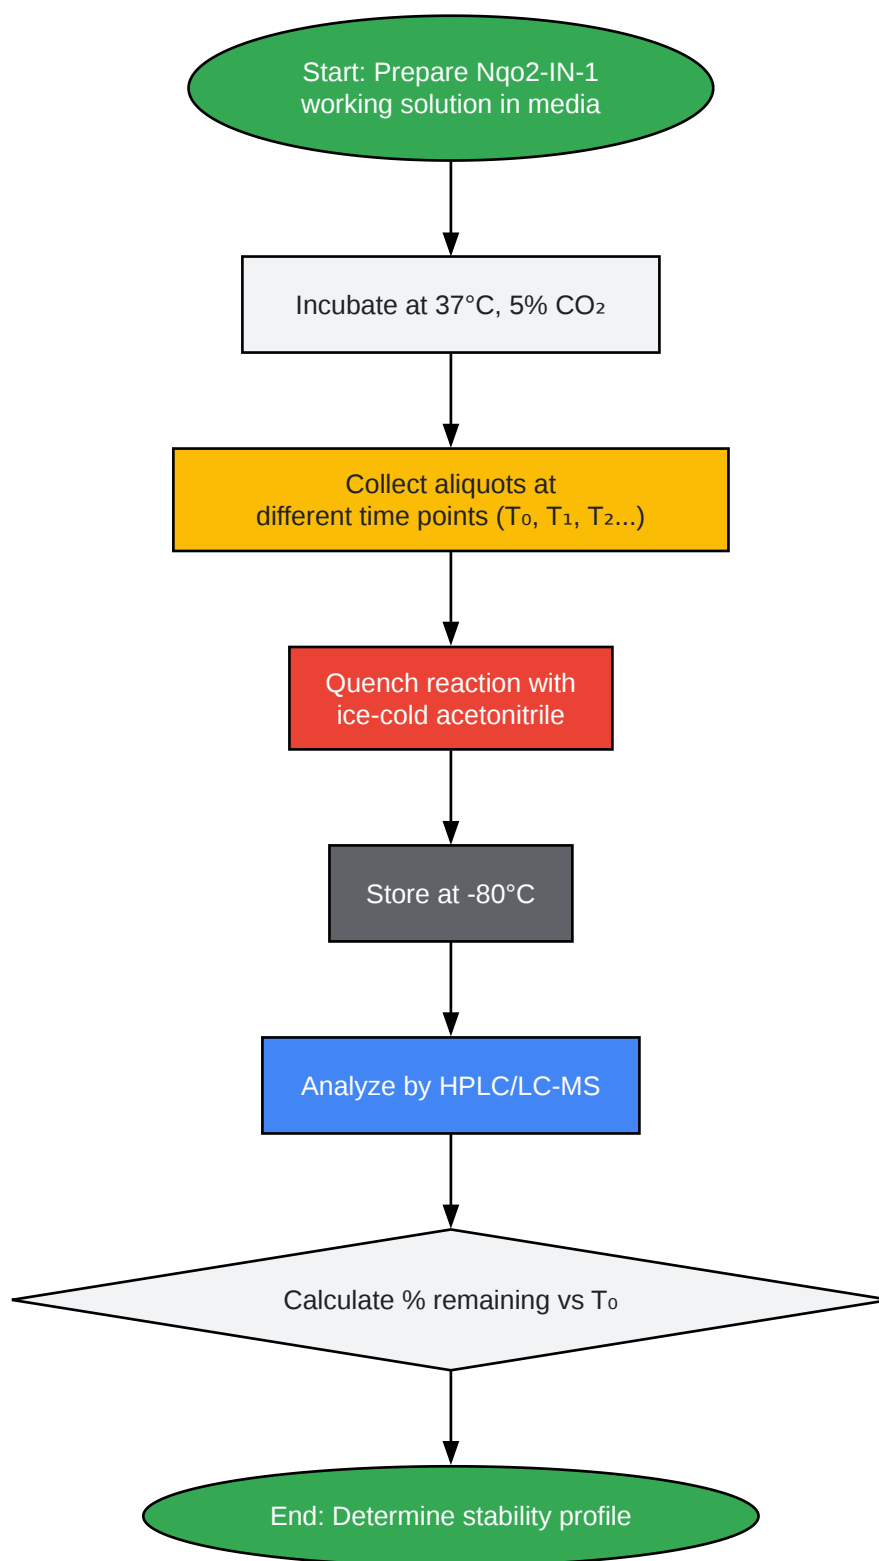 Start: Prepare Nqo2-IN-1
working solution in media
Incubate at 37°C, 5% CO₂
Collect aliquots at
different time points (T₀, T₁, T₂...)
Quench reaction with
ice-cold acetonitrile
Store at -80°C
Analyze by HPLC/LC-MS
Calculate % remaining vs T₀
End: Determine stability profile